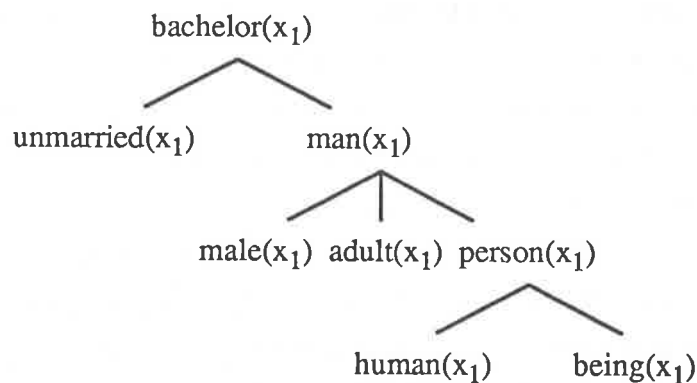 bachelor(x₁)
unmarried(x₁) man(x₁)
male(x₁) adult(x₁) person(x₁)
human(x₁) being(x₁)